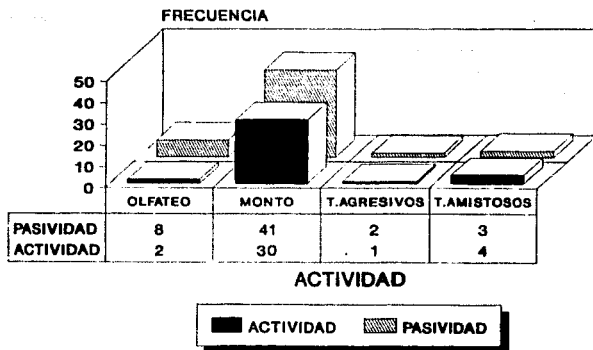 FRECUENCIA
50
40
30
20
10
0
OLFATEO MONTO T.AGRESIVOS T.AMISTOSOS
PASIVIDAD 8 41 2 3
ACTIVIDAD 2 30 1 4
ACTIVIDAD
ACTIVIDAD PASIVIDAD